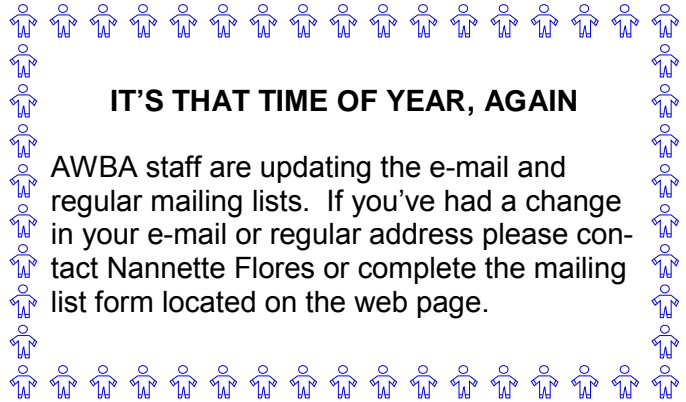 IT’S THAT TIME OF YEAR, AGAIN
AWBA staff are updating the e-mail and
regular mailing lists.  If you’ve had a change
in your e-mail or regular address please con-
tact Nannette Flores or complete the mailing
list form located on the web page.